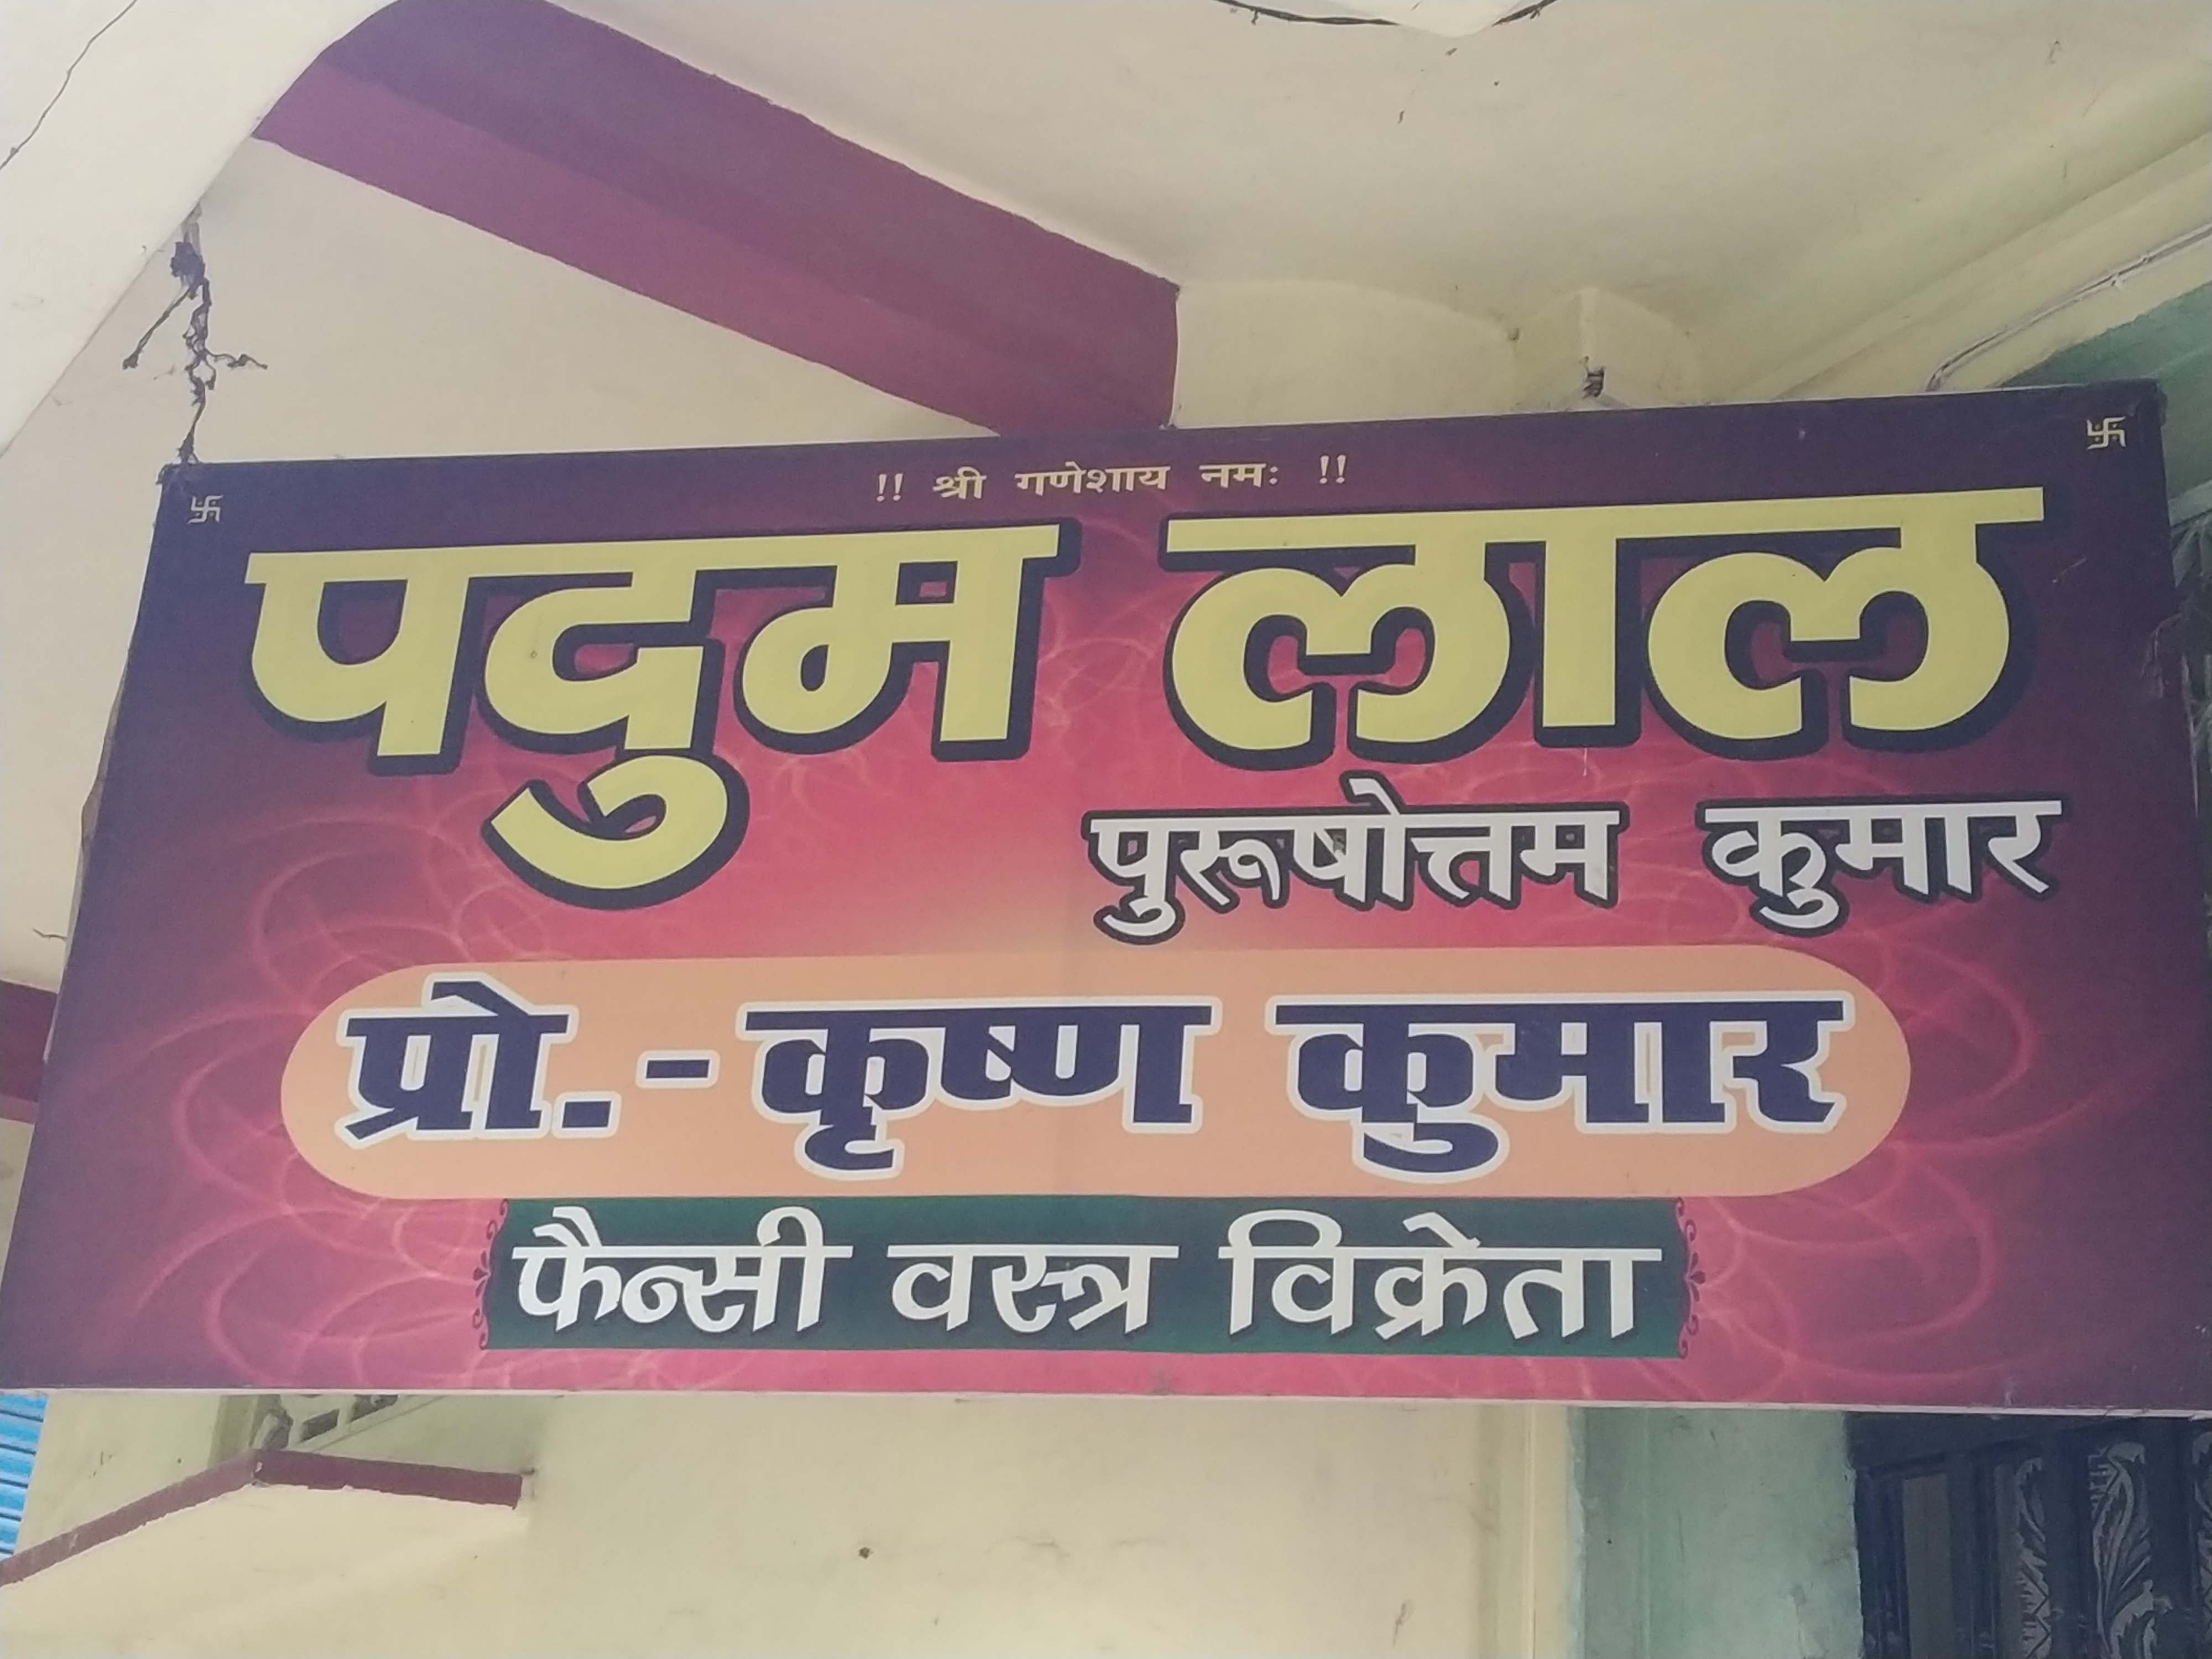 !! श्री गणेशाय नमः !!
पदुम लाल
पुरूषोत्तम कुमार
प्रो.-कृष्ण कुमार
फैन्सी वस्त्र विक्रेता